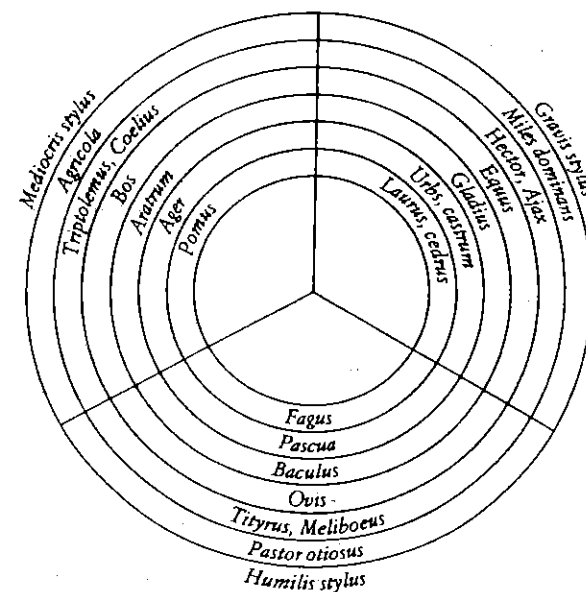 Mediocris stylus
Agricola
Triptolemus, Coelius
Bos
Aratrum
Ager
Pomus
Gravis stylus
Miles dominans
Hector, Ajax
Equus
Gladius
Urbs, castrum
Laurus, cedrus
Fagus
Pascua
Baculus
Ovis
Tityrus, Meliboeus
Pastor otiosus
Humilis stylus